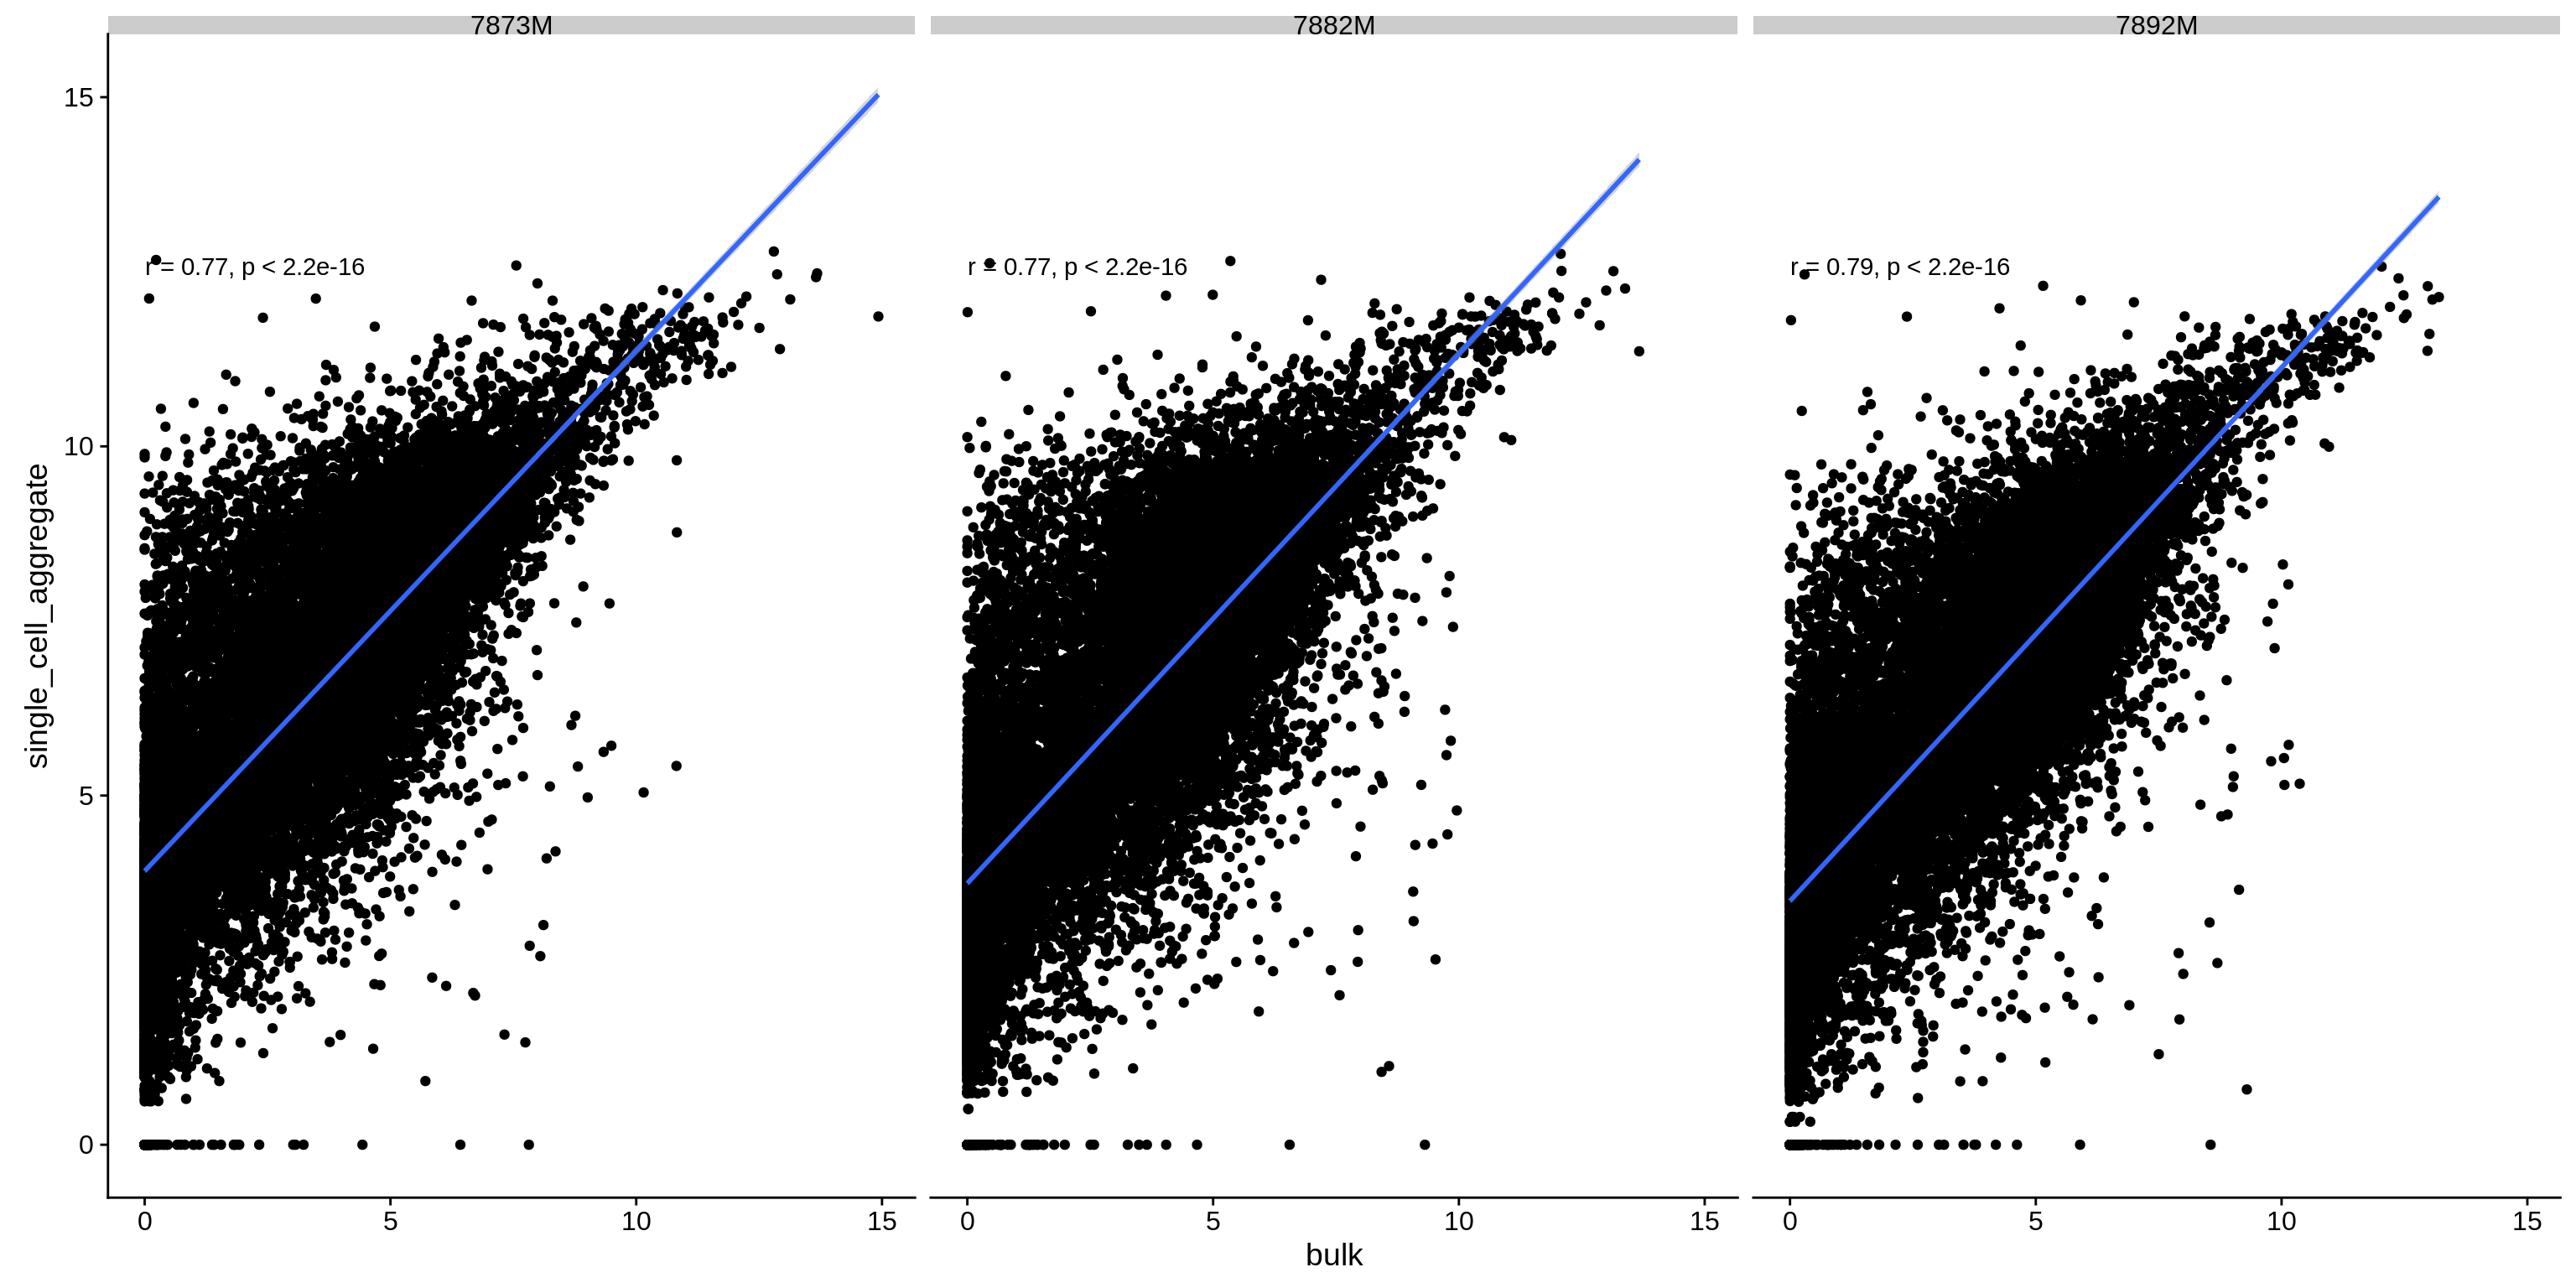 7873M
7882M
7892M
15
10
5
0
single_cell_aggregate
r = 0.77, p < 2.2e-16
r = 0.77, p < 2.2e-16
r = 0.79, p < 2.2e-16
0 5 10 15
0 5 10 15
0 5 10 15
bulk